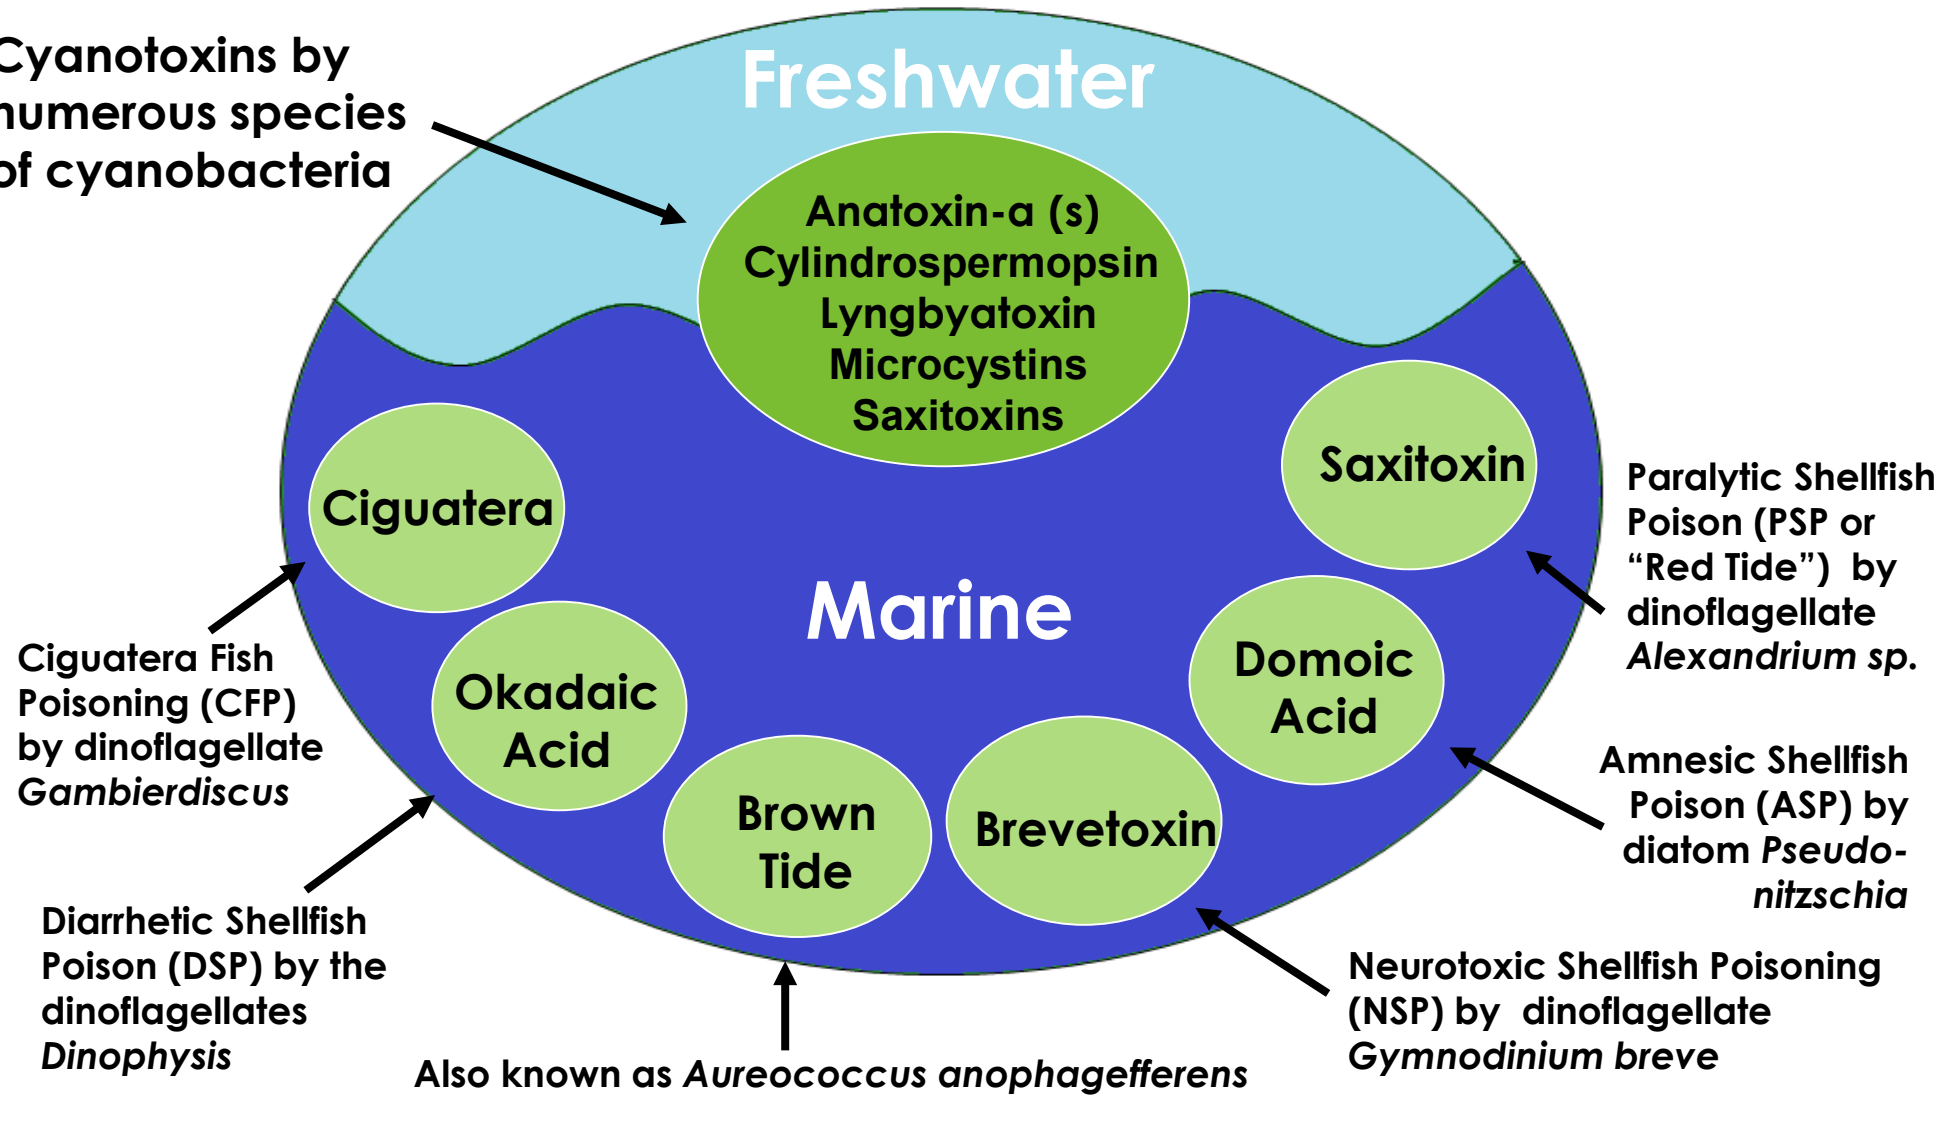 Cyanotoxins by
numerous species
of cyanobacteria
Freshwater
Anatoxin-a (s)
Cylindrospermopsin
Lyngbyatoxin
Microcystins
Saxitoxins
Ciguatera
Saxitoxin
Marine
Okadaic
Acid
Domoic
Acid
Brown
Tide
Brevetoxin
Paralytic Shellfish
Poison (PSP or
“Red Tide”)  by
dinoflagellate
Alexandrium sp.
Ciguatera Fish
Poisoning (CFP)
by dinoflagellate
Gambierdiscus
Amnesic Shellfish
Poison (ASP) by
diatom Pseudo-
nitzschia
Diarrhetic Shellfish
Poison (DSP) by the
dinoflagellates
Dinophysis
Neurotoxic Shellfish Poisoning
(NSP) by  dinoflagellate
Gymnodinium breve
Also known as Aureococcus anophagefferens